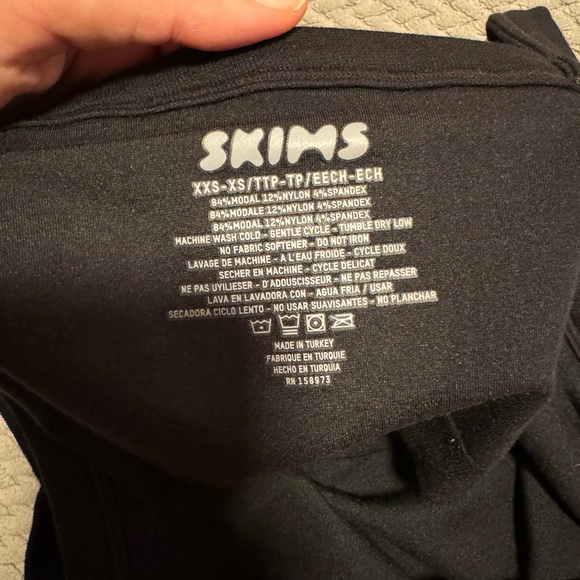 SKIMS
XXS-XS/TTP-TP/EECH-ECH
84%MODAL 12%NYLON 4%SPANDEX
84%MODALE 12%NYLON 4%SPANDEX
84%MODAL 12%NYLON 4%SPANDEX
MACHINE WASH COLD - GENTLE CYCLE - TUMBLE DRY LOW
NO FABRIC SOFTENER - DO NOT IRON
LAVAGE DE MACHINE - A L'EAU FROIDE - CYCLE DOUX
SECHER EN MACHINE - CYCLE DELICAT
NE PAS UYILIESER - D'ADOUSCISSEUR - NE PAS REPASSER
LAVA EN LAVADORA CON - AGUA FRIA / USAR
SECADORA CICLO LENTO - NO USAR SUAVISANTES - NO PLANCHAR
MADE IN TURKEY
FABRIQUE EN TURQUIE
HECHO EN TURQUIA
RN 158973